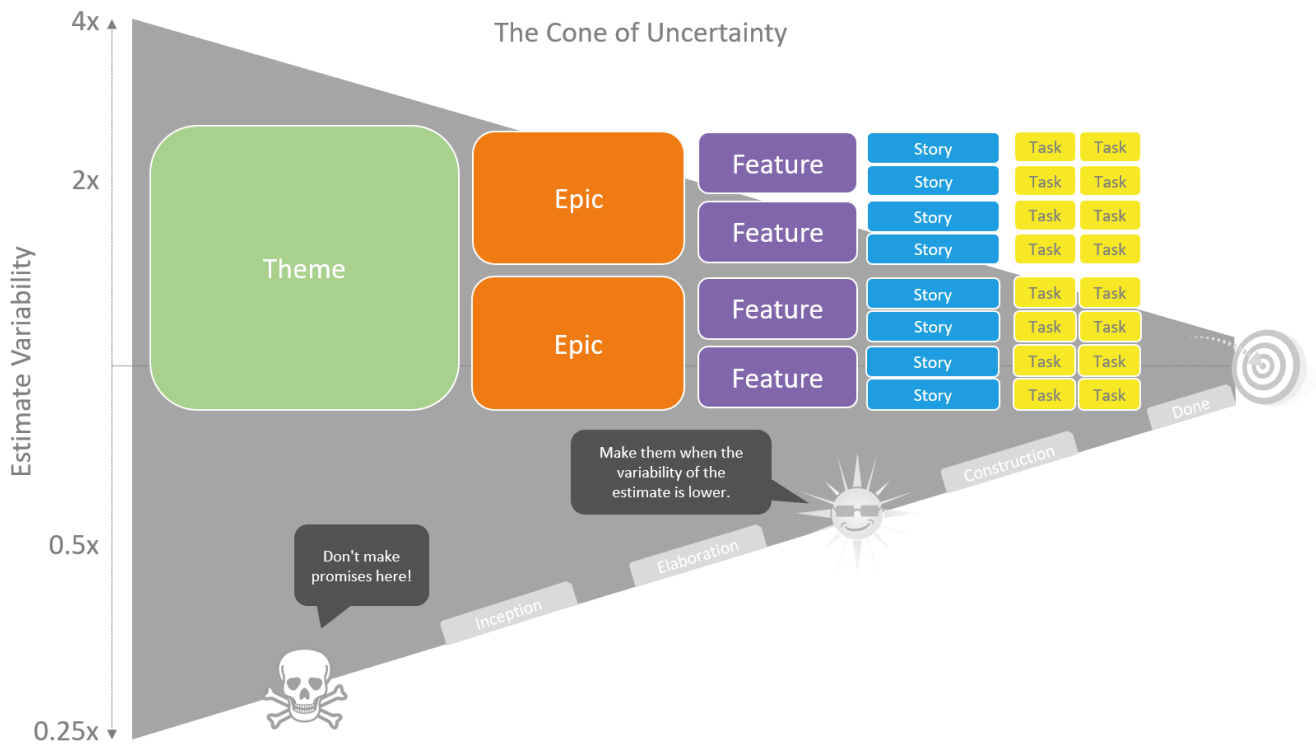 The Cone of Uncertainty
4x
2x
0.5x
0.25x
Estimate Variability
Theme
Epic
Epic
Feature
Feature
Feature
Feature
Story
Story
Story
Story
Story
Story
Story
Story
Task Task
Task Task
Task Task
Task Task
Task Task
Task Task
Task Task
Task Task
Don't make
promises here!
Make them when the
variability of the
estimate is lower.
Inception
Elaboration
Construction
Done